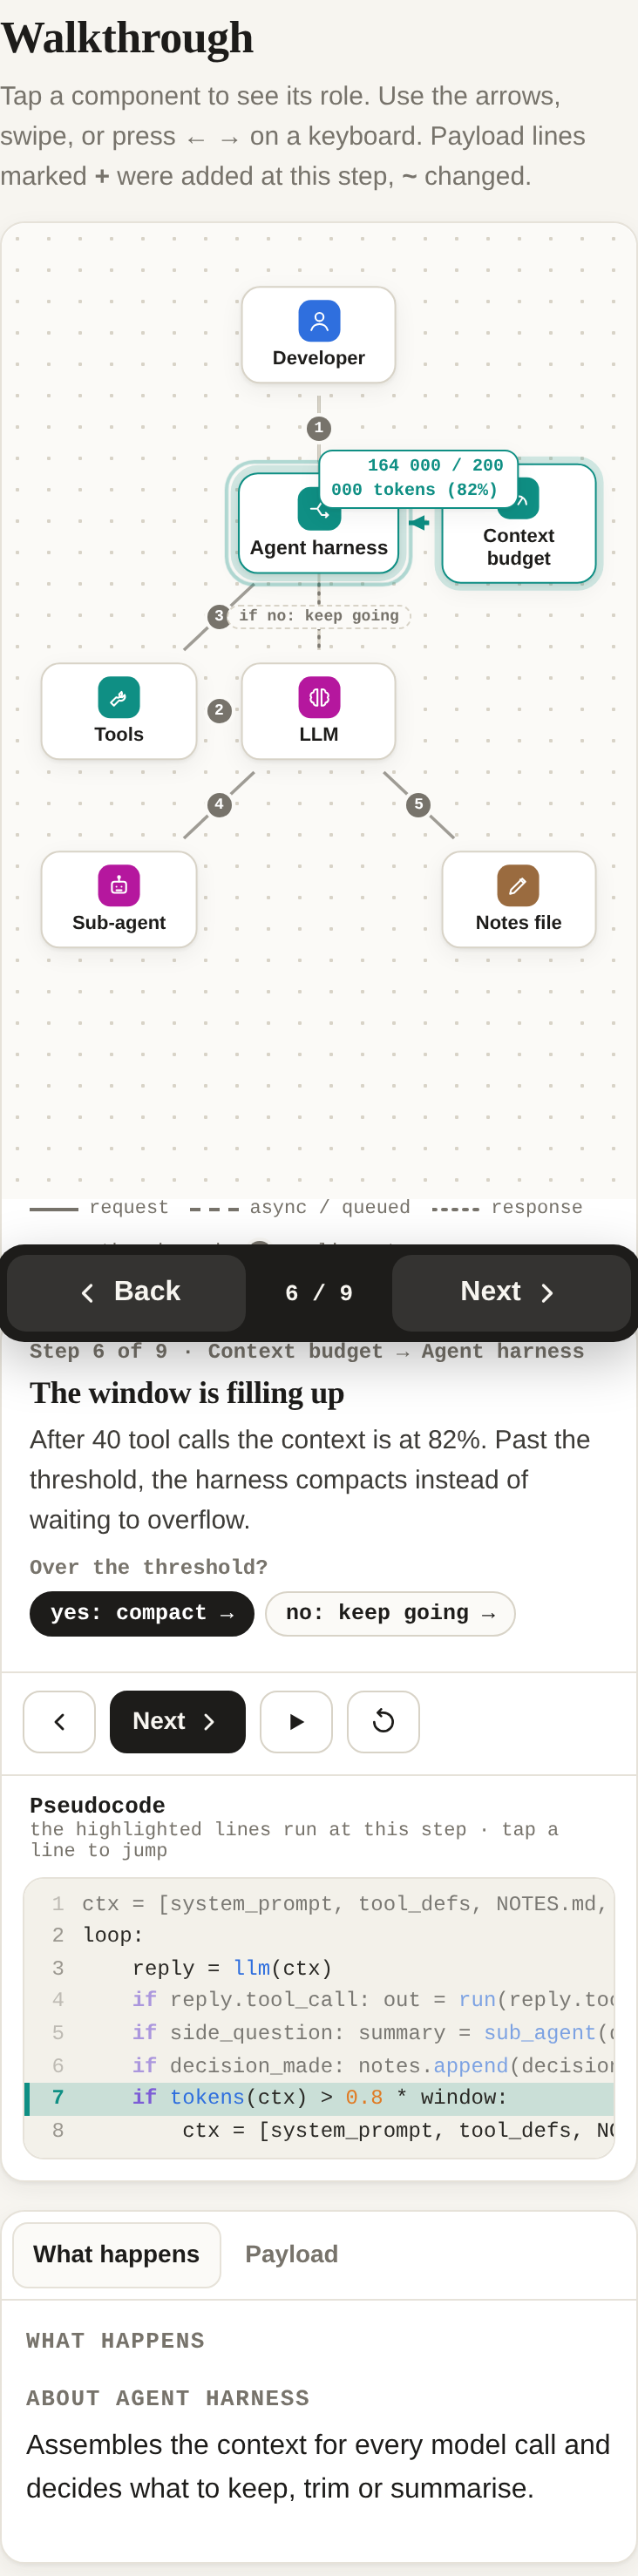 Walkthrough
Tap a component to see its role. Use the arrows,
swipe, or press ← → on a keyboard. Payload lines
marked + were added at this step, ~ changed.
Developer
1
164 000 / 200
000 tokens (82%)
Agent harness
Context
budget
3
if no: keep going
Tools
2
LLM
4
5
Sub-agent
Notes file
request
async / queued
response
Back
6 / 9
Next
Step 6 of 9 · Context budget → Agent harness
The window is filling up
After 40 tool calls the context is at 82%. Past the
threshold, the harness compacts instead of
waiting to overflow.
Over the threshold?
yes: compact →
no: keep going →
Next
Pseudocode
the highlighted lines run at this step · tap a
line to jump
1 ctx = [system_prompt, tool_defs, NOTES.md,
2 loop:
3 reply = llm(ctx)
4 if reply.tool_call: out = run(reply.too
5 if side_question: summary = sub_agent(
6 if decision_made: notes.append(decision
7 if tokens(ctx) > 0.8 * window:
8 ctx = [system_prompt, tool_defs, NO
What happens
Payload
WHAT HAPPENS
ABOUT AGENT HARNESS
Assembles the context for every model call and
decides what to keep, trim or summarise.